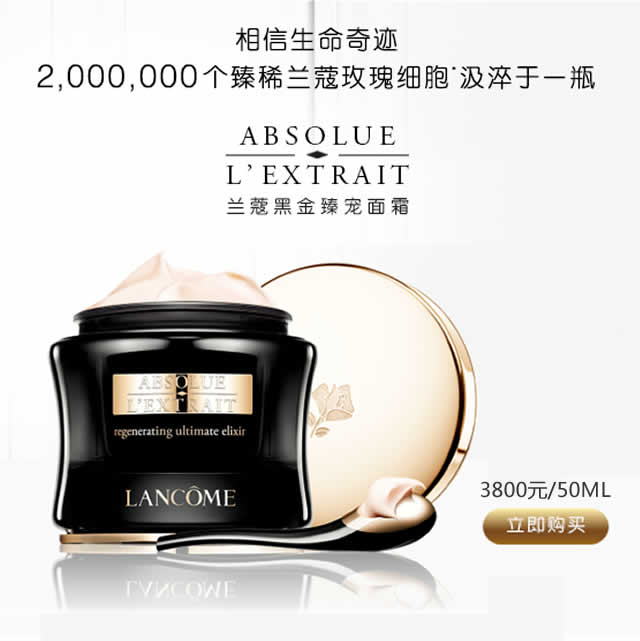 相信生命奇迹
2,000,000个臻稀兰蔻玫瑰细胞*汲淬于一瓶
ABSOLUE
L'EXTRAIT
兰蔻黑金臻宠面霜
ABSOLUE
L'EXTRAIT
regenerating ultimate elixir
LANCÔME
3800元/50ML
立即购买